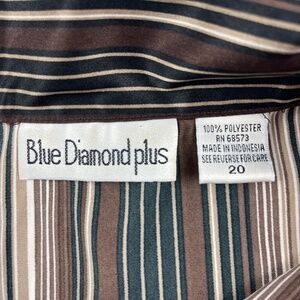 Blue Diamond plus
100% POLYESTER
RN 68573
MADE IN INDONESIA
SEE REVERSE FOR CARE
20